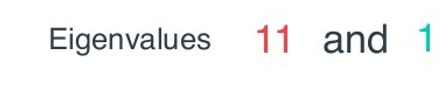 Eigenvalues 11 and 1